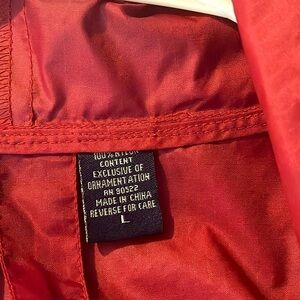 100% NYLON
CONTENT
EXCLUSIVE OF
ORNAMENTATION
RN 90522
MADE IN CHINA
REVERSE FOR CARE
L